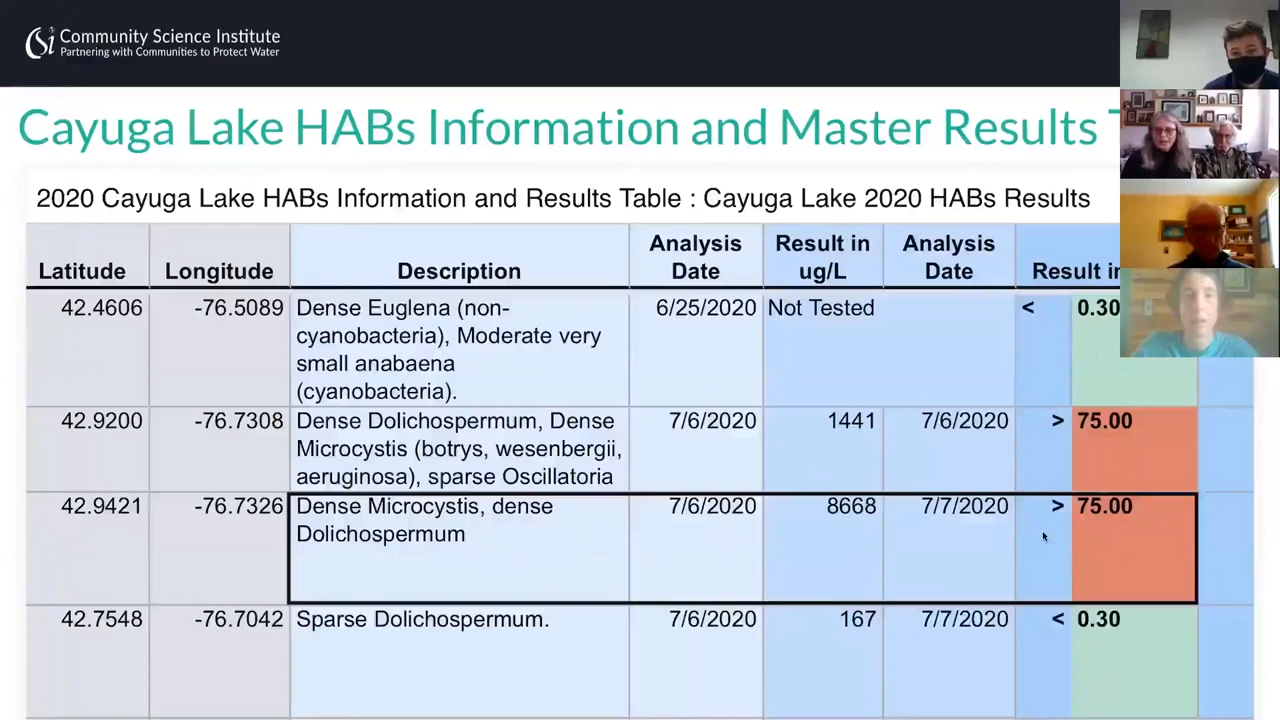 CSi Community Science Institute
Partnering with Communities to Protect Water
Cayuga Lake HABs Information and Master Results
2020 Cayuga Lake HABs Information and Results Table : Cayuga Lake 2020 HABs Results
Latitude Longitude Description Analysis Date Result in ug/L Analysis Date Result in
42.4606 -76.5089 Dense Euglena (non- 6/25/2020 Not Tested < 0.30
cyanobacteria), Moderate very
small anabaena
(cyanobacteria).
42.9200 -76.7308 Dense Dolichospermum, Dense 7/6/2020 1441 7/6/2020 > 75.00
Microcystis (botrys, wesenbergii,
aeruginosa), sparse Oscillatoria
42.9421 -76.7326 Dense Microcystis, dense 7/6/2020 8668 7/7/2020 > 75.00
Dolichospermum
42.7548 -76.7042 Sparse Dolichospermum. 7/6/2020 167 7/7/2020 < 0.30